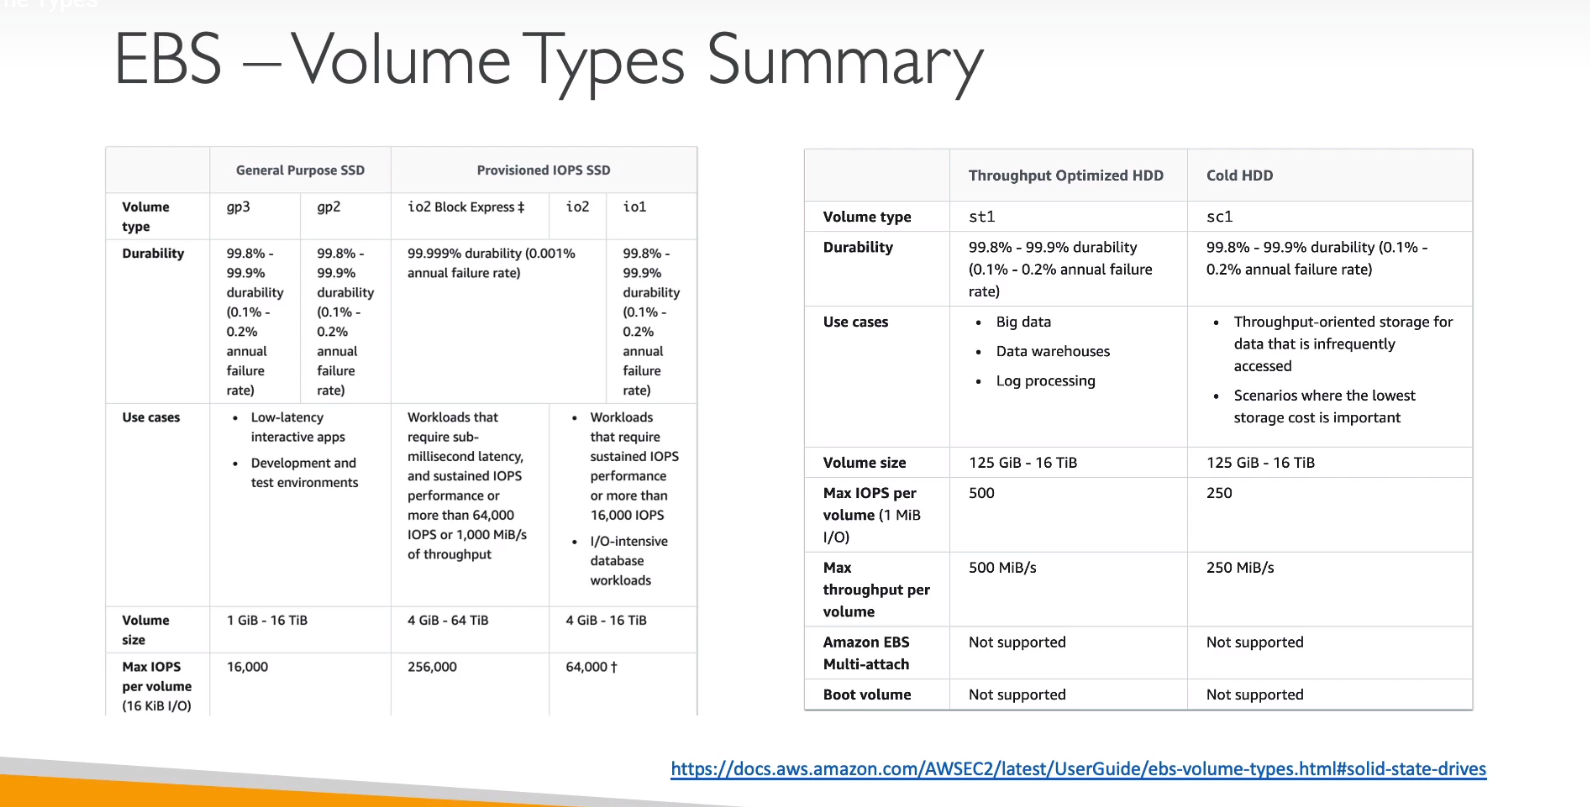 me Types
EBS – Volume Types Summary
General Purpose SSD
Provisioned IOPS SSD
Volume
type
gp3
gp2
io2 Block Express ‡
io2
io1
Durability
99.8% -
99.9%
durability
(0.1% -
0.2%
annual
failure
rate)
99.8% -
99.9%
durability
(0.1% -
0.2%
annual
failure
rate)
99.999% durability (0.001%
annual failure rate)
99.8% -
99.9%
durability
(0.1% -
0.2%
annual
failure
rate)
Use cases
• Low-latency
interactive apps
• Development and
test environments
Workloads that
require sub-
millisecond latency,
and sustained IOPS
performance or
more than 64,000
IOPS or 1,000 MiB/s
of throughput
• Workloads
that require
sustained IOPS
performance
or more than
16,000 IOPS
• I/O-intensive
database
workloads
Volume
size
1 GiB - 16 TiB
4 GiB - 64 TiB
4 GiB - 16 TiB
Max IOPS
per volume
(16 KiB I/O)
16,000
256,000
64,000 †
Throughput Optimized HDD
Cold HDD
Volume type
st1
sc1
Durability
99.8% - 99.9% durability
(0.1% - 0.2% annual failure
rate)
99.8% - 99.9% durability (0.1% -
0.2% annual failure rate)
Use cases
• Big data
• Data warehouses
• Log processing
• Throughput-oriented storage for
data that is infrequently
accessed
• Scenarios where the lowest
storage cost is important
Volume size
125 GiB - 16 TiB
125 GiB - 16 TiB
Max IOPS per
volume (1 MiB
I/O)
500
250
Max
throughput per
volume
500 MiB/s
250 MiB/s
Amazon EBS
Multi-attach
Not supported
Not supported
Boot volume
Not supported
Not supported
https://docs.aws.amazon.com/AWSEC2/latest/UserGuide/ebs-volume-types.html#solid-state-drives